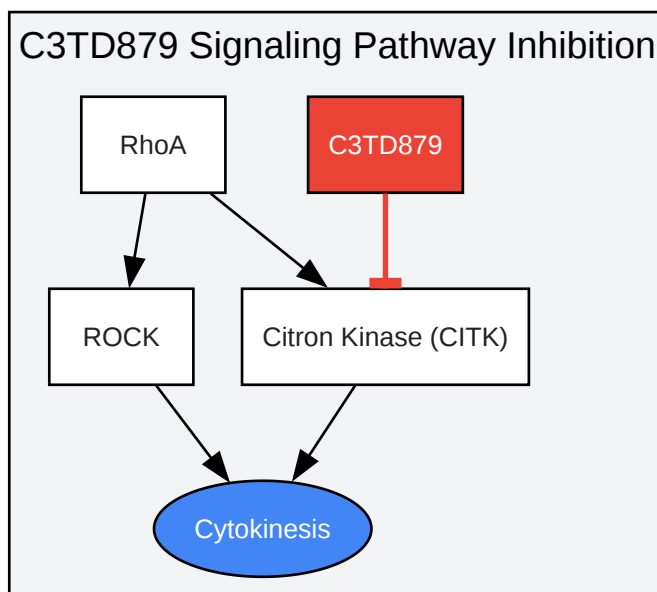 C3TD879 Signaling Pathway Inhibition
RhoA
C3TD879
ROCK
Citron Kinase (CITK)
Cytokinesis